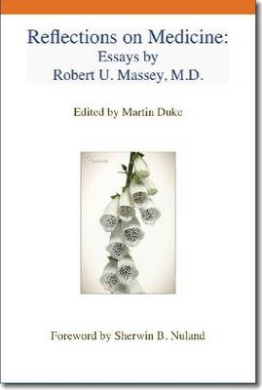 Reflections on Medicine:
Essays by
Robert U. Massey, M.D.
Edited by Martin Duke
Foreword by Sherwin B. Nuland